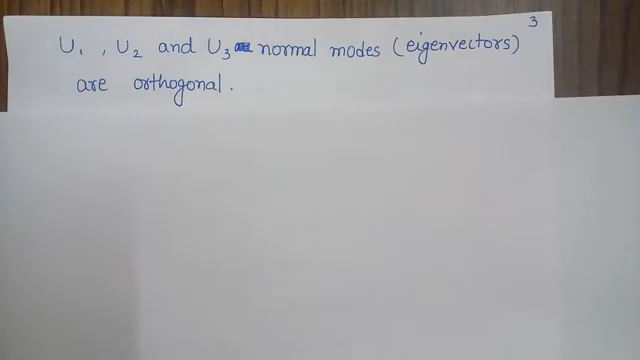 3
U₁ , U₂ and U₃ normal modes (eigenvectors)
are orthogonal.